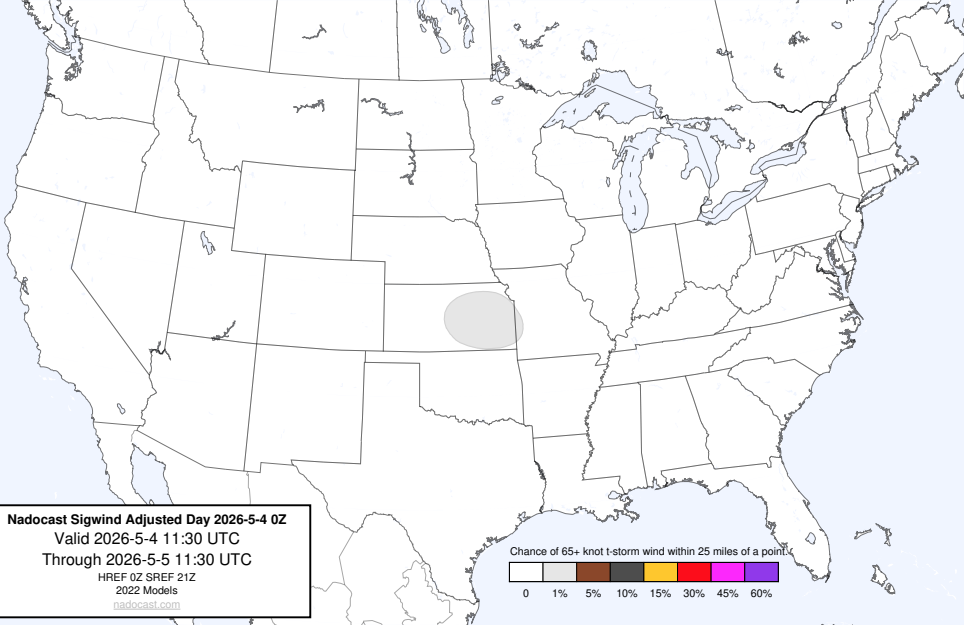 Nadocast Sigwind Adjusted Day 2026-5-4 0Z
Valid 2026-5-4 11:30 UTC
Through 2026-5-5 11:30 UTC
HREF 0Z SREF 21Z
2022 Models
nadocast.com
Chance of 65+ knot t-storm wind within 25 miles of a point.
0 1% 5% 10% 15% 30% 45% 60%